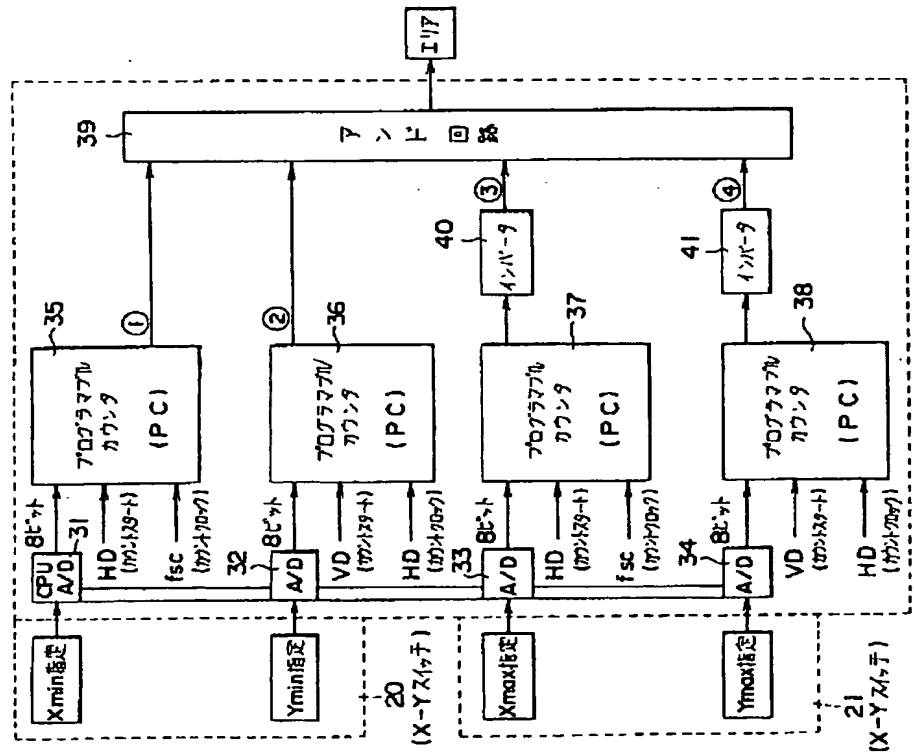 Xmin指定
CPU
A/D
31
8ビット
HD
(カウントスタート)
fsc
(カウントクロック)
プログラマブル
カウンタ
(PC)
35
①
Ymin指定
A/D
32
8ビット
VD
(カウントスタート)
HD
(カウントクロック)
プログラマブル
カウンタ
(PC)
36
②
20
(X-Yスイッチ)
Xmax指定
A/D
33
8ビット
HD
(カウントスタート)
fsc
(カウントクロック)
プログラマブル
カウンタ
(PC)
37
インバータ
40
③
Ymax指定
A/D
34
8ビット
VD
(カウントスタート)
HD
(カウントクロック)
プログラマブル
カウンタ
(PC)
38
インバータ
41
④
21
(X-Yスイッチ)
アンド回路
39
エリア